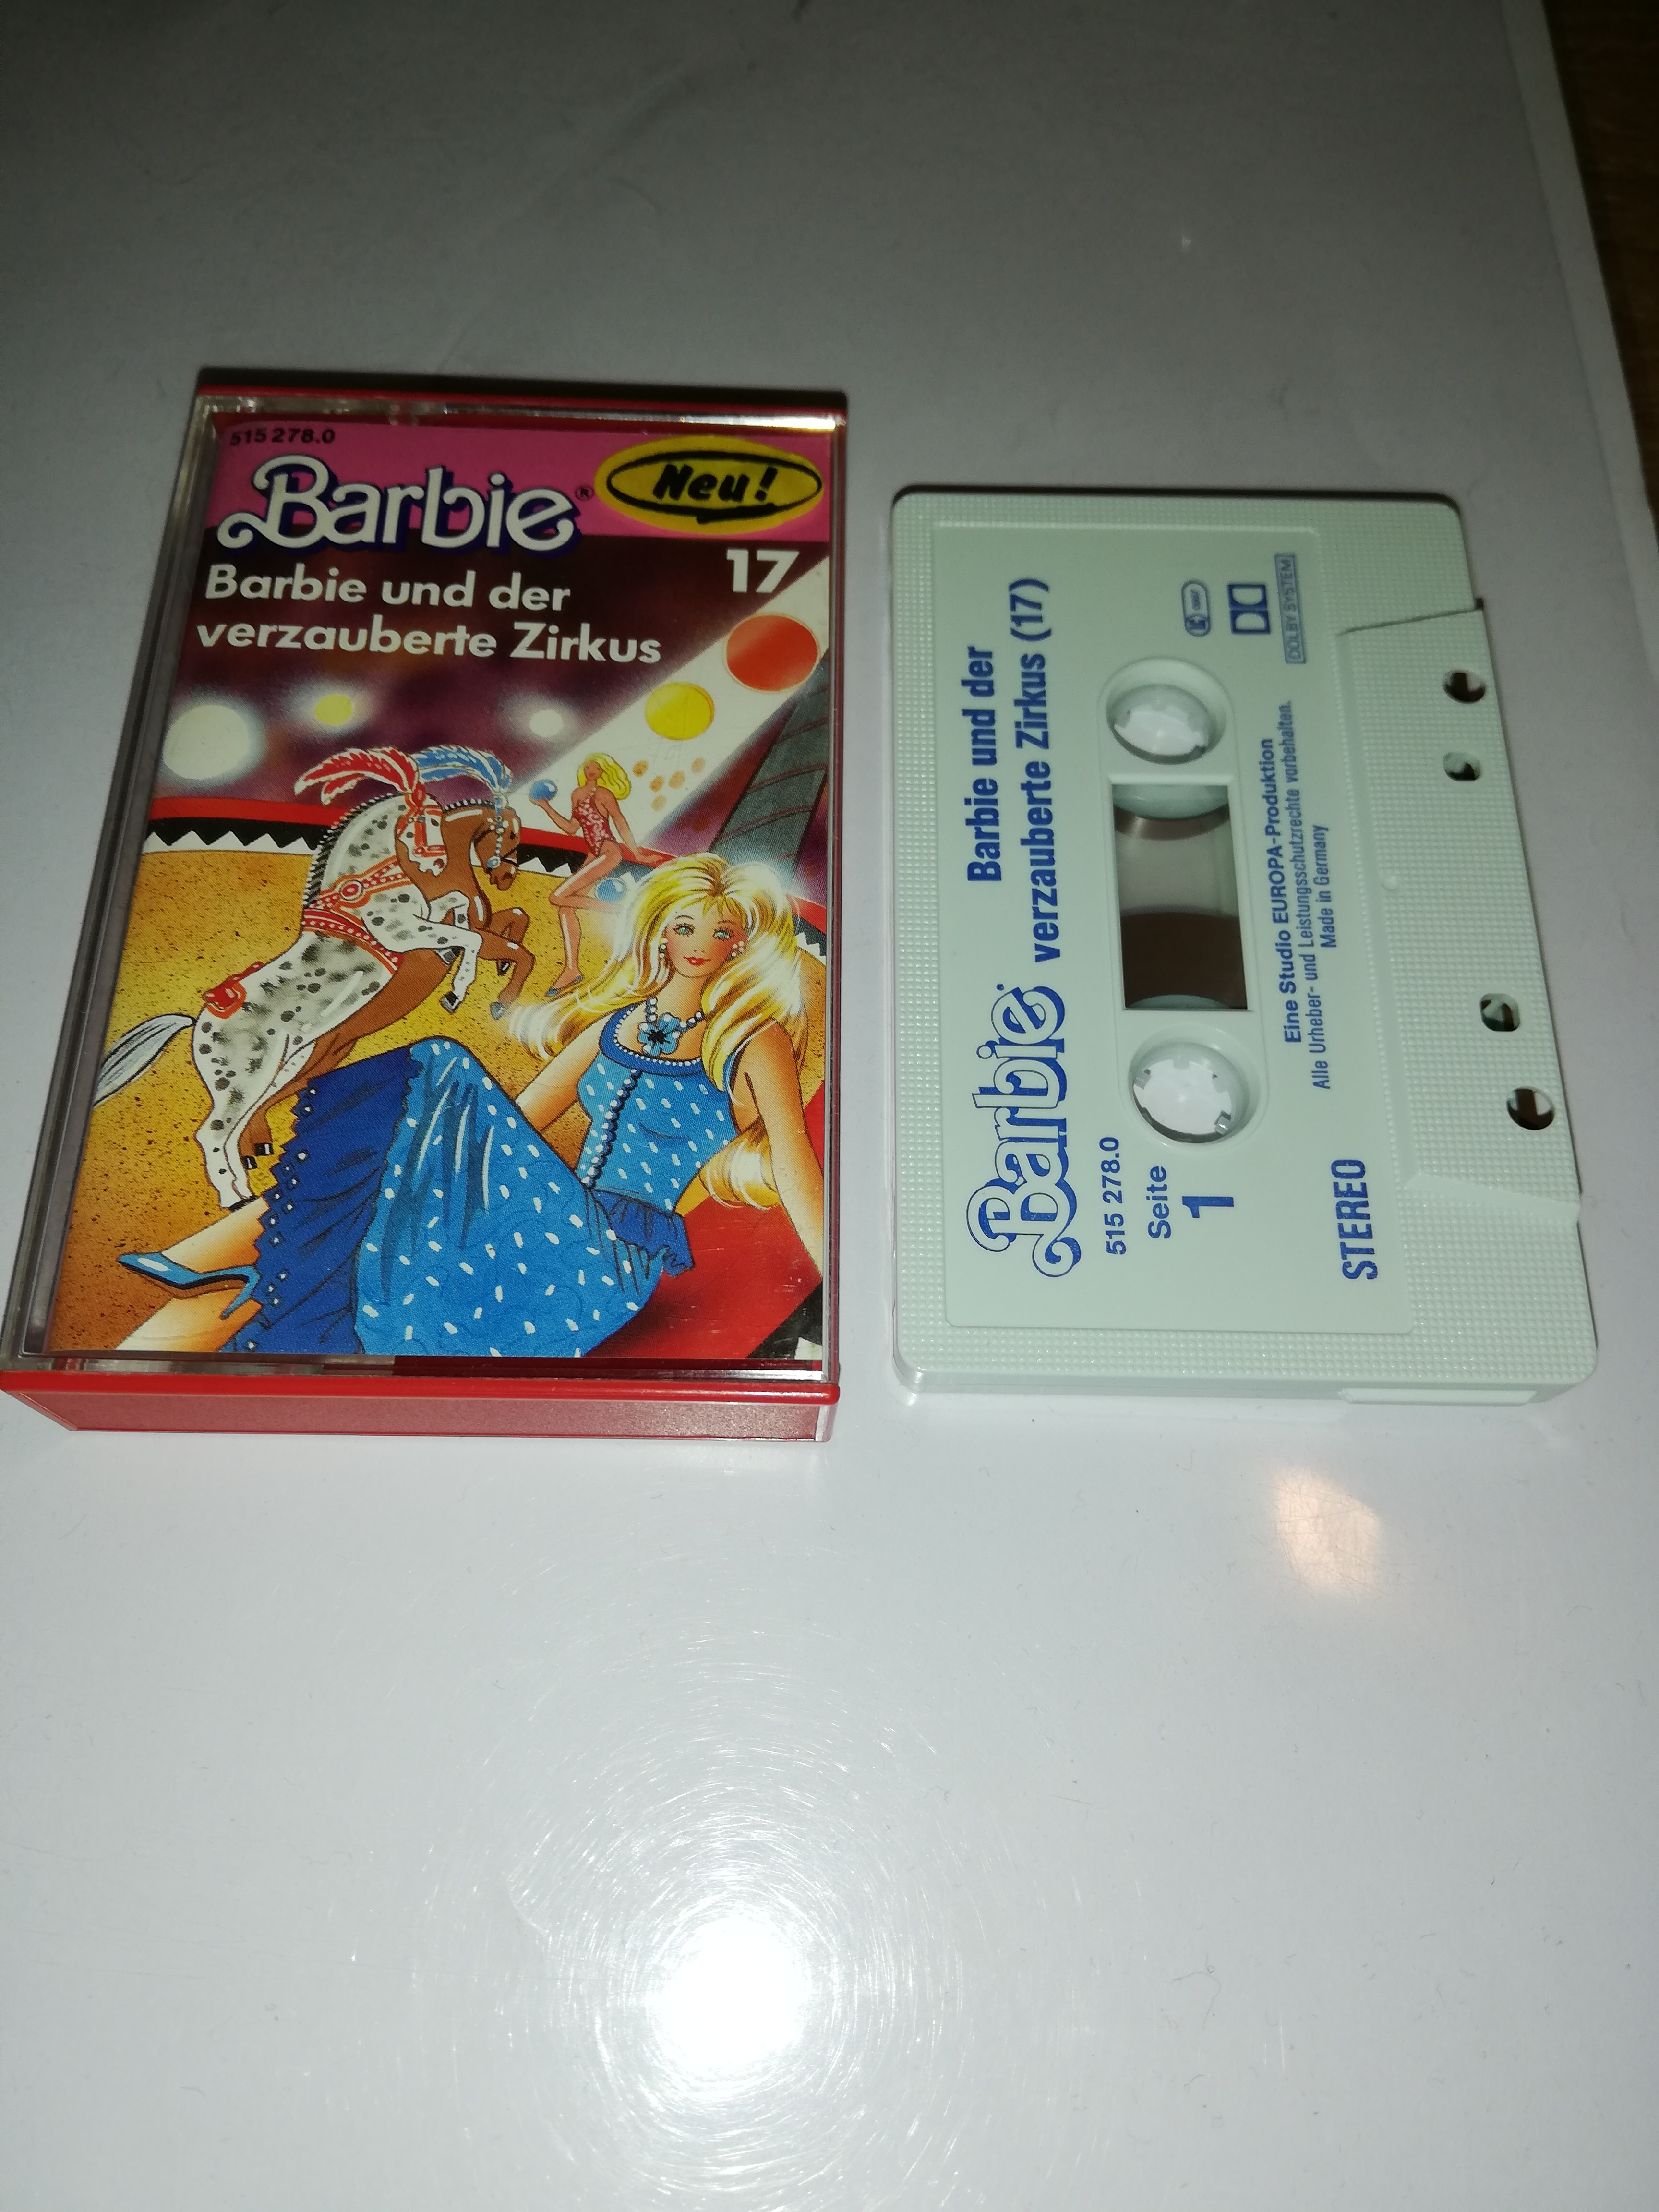 515 278.0
Barbie®
Neu!
17
Barbie und der
verzauberte Zirkus
Barbie
Barbie und der
verzauberte Zirkus (17)
515 278.0
Seite
1
DOLBY SYSTEM
Eine Studio EUROPA-Produktion
Alle Urheber- und Leistungsschutzrechte vorbehalten.
Made in Germany
STEREO